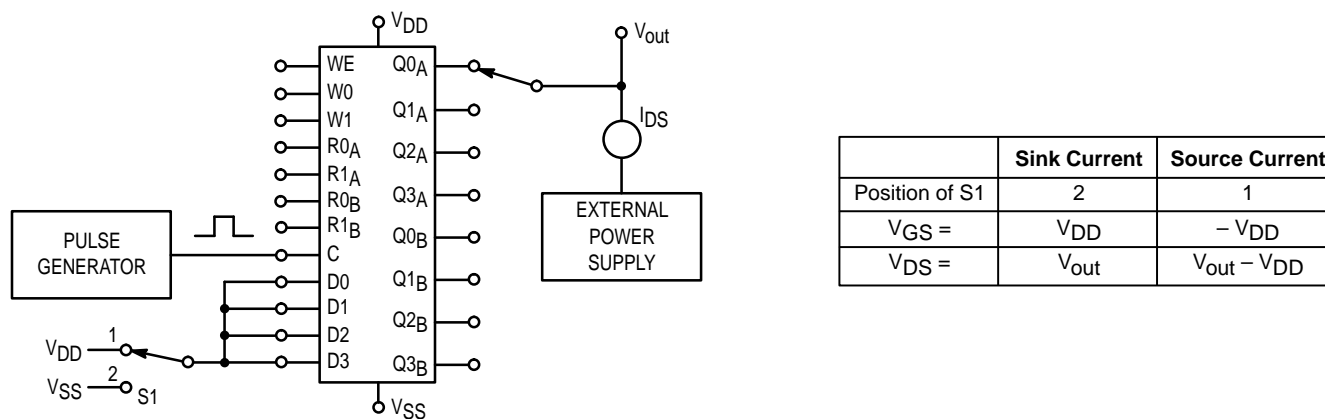 VDD
Vout
WE
W0
W1
R0A
R1A
R0B
R1B
C
D0
D1
D2
D3
Q0A
Q1A
Q2A
Q3A
Q0B
Q1B
Q2B
Q3B
IDS
EXTERNAL
POWER
SUPPLY
PULSE
GENERATOR
VDD 1
VSS 2 S1
VSS
Sink Current Source Current
Position of S1 2 1
VGS = VDD – VDD
VDS = Vout Vout – VDD